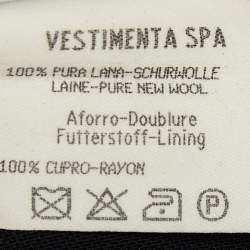 VESTIMENTA SPA
100% PURA LANA-SCHURWOLLE
LAINE-PURE NEW WOOL
Aforro-Doublure
Futterstoff-Lining
100% CUPRO-RAYON
P